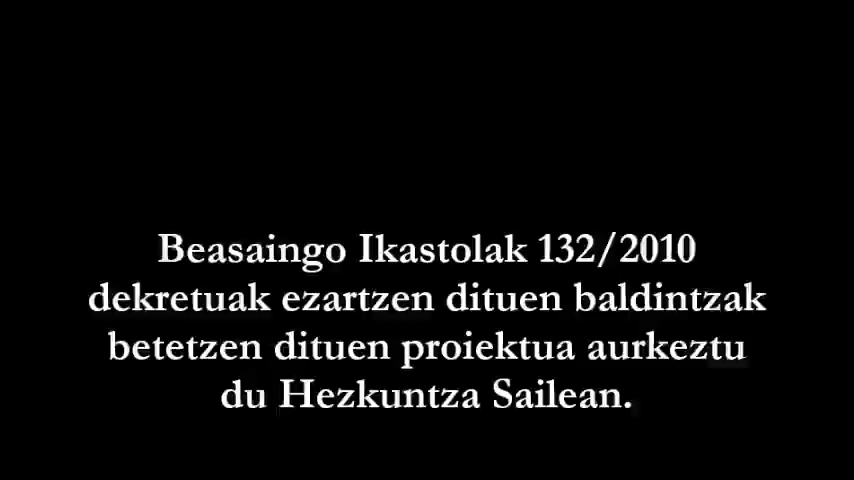 Beasaingo Ikastolak 132/2010
dekretuak ezartzen dituen baldintzak
betetzen dituen proiektua aurkeztu
du Hezkuntza Sailean.